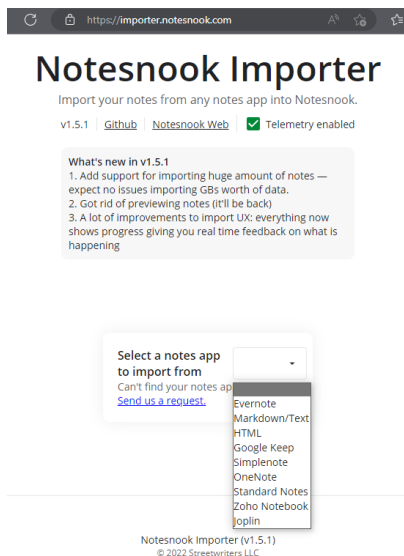 https://importer.notesnook.com
Notesnook Importer
Import your notes from any notes app into Notesnook.
v1.5.1 Github Notesnook Web Telemetry enabled
What's new in v1.5.1
1. Add support for importing huge amount of notes —
expect no issues importing GBs worth of data.
2. Got rid of previewing notes (it'll be back)
3. A lot of improvements to import UX: everything now
shows progress giving you real time feedback on what is
happening
Select a notes app
to import from
Can't find your notes ap
Send us a request.
Evernote
Markdown/Text
HTML
Google Keep
Simplenote
OneNote
Standard Notes
Zoho Notebook
Joplin
Notesnook Importer (v1.5.1)
© 2022 Streetwriters LLC